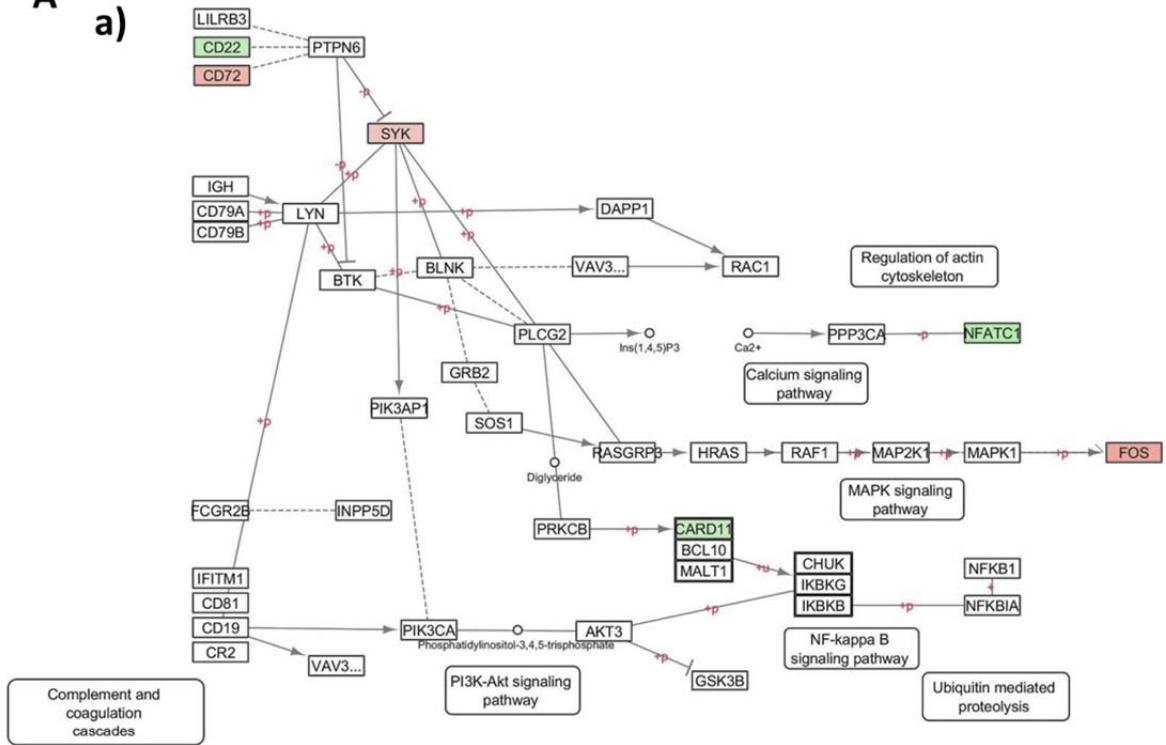 A
a)
LILRB3
CD22
PTPN6
CD72
-p
SYK
-p
+p
IGH
CD79A
+p
LYN
+p
+p
DAPP1
CD79B
+p
+p
+p
BTK
+p
BLNK
VAV3...
RAC1
Regulation of actin
cytoskeleton
+p
PLCG2
Ins(1,4,5)P3
Ca2+
PPP3CA
-p
NFATC1
GRB2
Calcium signaling
pathway
PIK3AP1
SOS1
+p
RASGRP3
HRAS
RAF1
+p
MAP2K1
+p
MAPK1
+p
FOS
Diglyceride
MAPK signaling
pathway
FCGR2B
INPP5D
PRKCB
+p
CARD11
BCL10
MALT1
+u
CHUK
IKBKG
IKBKB
+p
NFKB1
+
NFKBIA
IFITM1
CD81
CD19
CR2
PIK3CA
Phosphatidylinositol-3,4,5-trisphosphate
AKT3
+p
+p
GSK3B
VAV3...
NF-kappa B
signaling pathway
PI3K-Akt signaling
pathway
Ubiquitin mediated
proteolysis
Complement and
coagulation
cascades